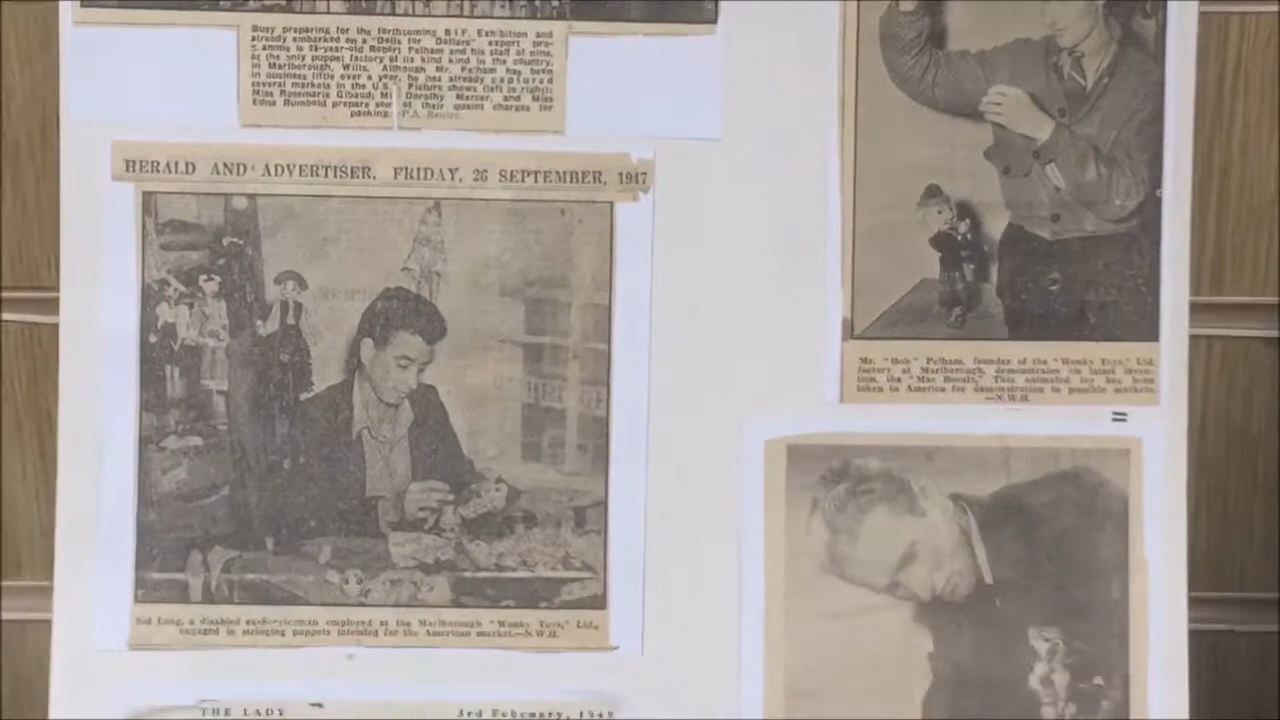 Busy preparing for the forthcoming B.I.F. Exhibition and
already embarked on a "Dolls for Dollars" export pro-
amme is 28-year-old Robert Pelham and his staff of nine,
at the only puppet factory of its kind kind in the country,
in Marlborough, Wilts. Although Mr. Pelham has been
in business little over a year, he has already captured
several markets in the U.S. Picture shows (left to right):
Miss Rosemarie Gibaud; Dorothy Mercer, and Miss
Edna Rumbold prepare some of their quaint charges for
packing.—P.A.-Reuter.
HERALD AND ADVERTISER, FRIDAY, 26 SEPTEMBER, 1947
Sid Long, a disabled ex-Serviceman employed at the Marlborough "Wonky Toys," Ltd.,
engaged in stringing puppets intended for the American market.—N.W.H.
THE LADY 3rd February, 1949
Mr. "Bob" Pelham, founder of the "Wonky Toys," Ltd.
factory at Marlborough, demonstrates his latest inven-
tion, the "Mac Boozle." This animated toy has been
taken to America for demonstration to possible markets.
—N.W.H.